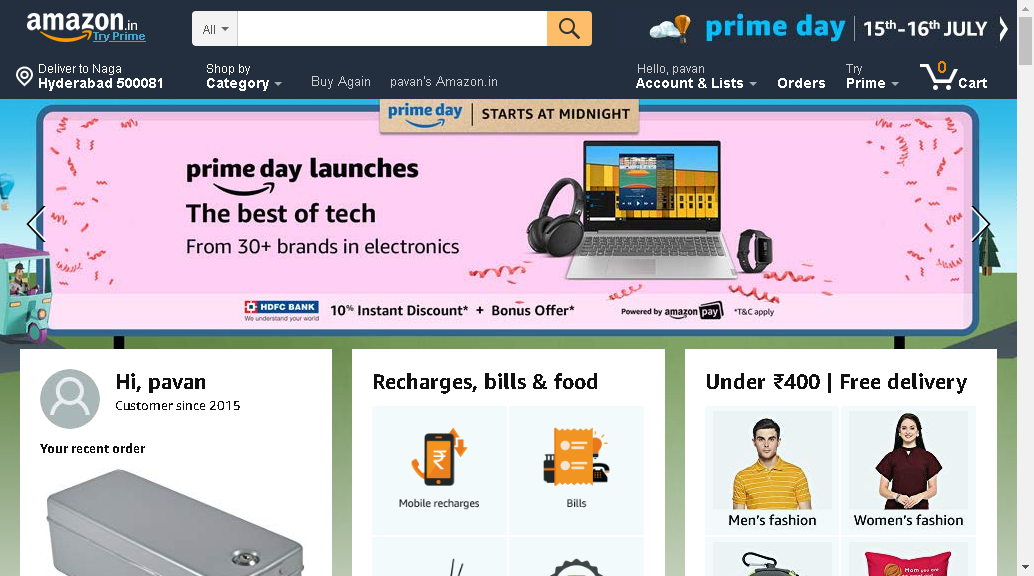 amazon.in
Try Prime
All
prime day 15th-16th JULY
Deliver to Naga
Hyderabad 500081
Shop by
Category
Buy Again
pavan's Amazon.in
Hello, pavan
Account & Lists
Orders
Try
Prime
0
Cart
prime day STARTS AT MIDNIGHT
prime day launches
The best of tech
From 30+ brands in electronics
HDFC BANK
We understand your world
10% Instant Discount* + Bonus Offer*
Powered by amazon pay
*T&C apply
Hi, pavan
Customer since 2015
Your recent order
Recharges, bills & food
₹
Mobile recharges
Bills
Under ₹400 | Free delivery
Men's fashion
Women's fashion